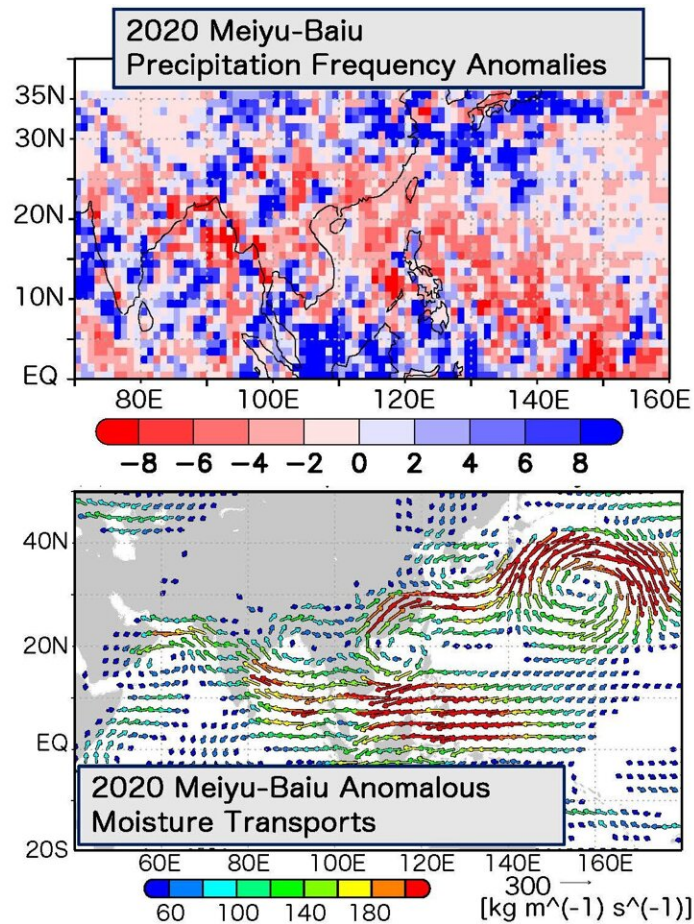 2020 Meiyu-Baiu
Precipitation Frequency Anomalies
35N
30N
20N
10N
EQ
80E 100E 120E 140E 160E
−8 −6 −4 −2 0 2 4 6 8
40N
20N
EQ
2020 Meiyu-Baiu Anomalous
Moisture Transports
20S
60E 80E 100E 120E 140E 160E
60 100 140 180
300
[kg m^(-1) s^(-1)]